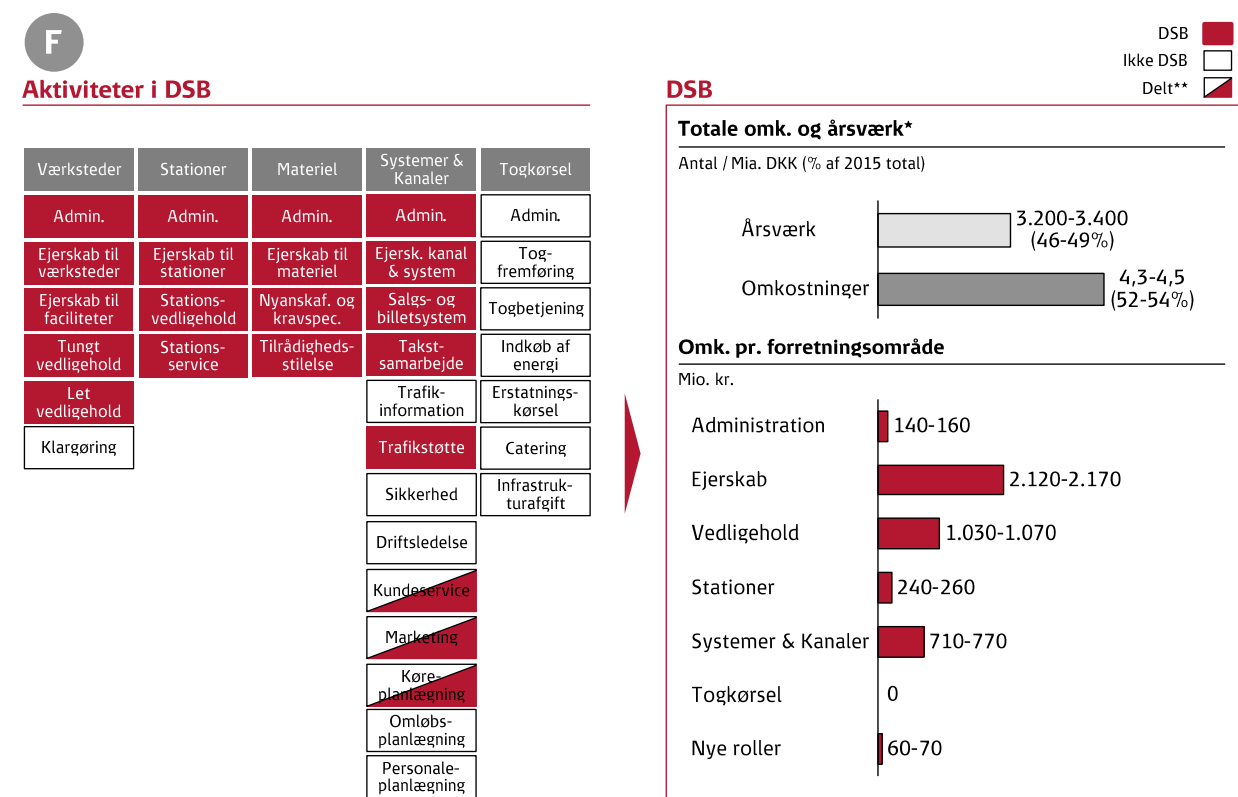 F
Aktiviteter i DSB
Værksteder
Admin.
Ejerskab til
værksteder
Ejerskab til
faciliteter
Tungt
vedligehold
Let
vedligehold
Klargøring
Stationer
Admin.
Ejerskab til
stationer
Stations-
vedligehold
Stations-
service
Materiel
Admin.
Ejerskab til
materiel
Nyanskaf. og
kravspec.
Tilrådigheds-
stilelse
Systemer &
Kanaler
Admin.
Ejersk. kanal
& system
Salgs- og
billetsystem
Takst-
samarbejde
Trafik-
information
Trafikstøtte
Sikkerhed
Driftsledelse
Kundeservice
Marketing
Køre-
planlægning
Omløbs-
planlægning
Personale-
planlægning
Togkørsel
Admin.
Tog-
fremføring
Togbetjening
Indkøb af
energi
Erstatnings-
kørsel
Catering
Infrastruk-
turafgift
DSB
Ikke DSB
Delt**
DSB
Totale omk. og årsværk*
Antal / Mia. DKK (% af 2015 total)
Årsværk
3.200-3.400
(46-49%)
Omkostninger
4,3-4,5
(52-54%)
Omk. pr. forretningsområde
Mio. kr.
Administration 140-160
Ejerskab 2.120-2.170
Vedligehold 1.030-1.070
Stationer 240-260
Systemer & Kanaler 710-770
Togkørsel 0
Nye roller 60-70